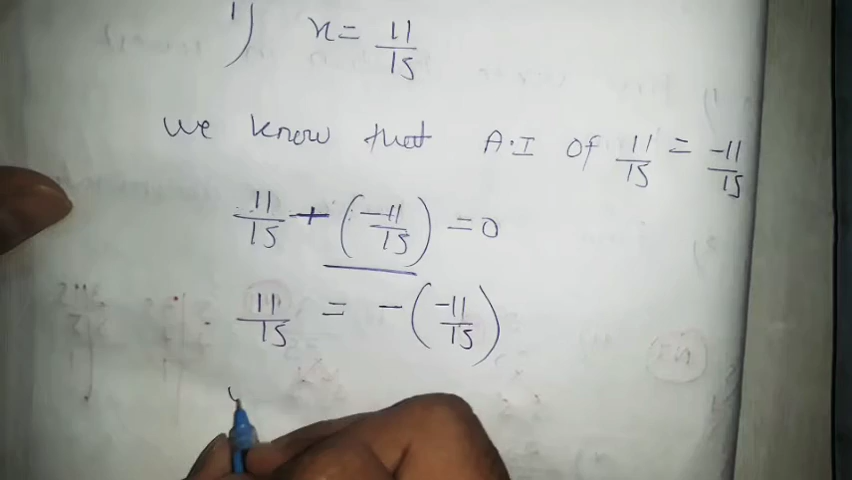 1) x = 11/15
we know that A.I of 11/15 = -11/15
11/15 + (-11/15) = 0
11/15 = -(-11/15)